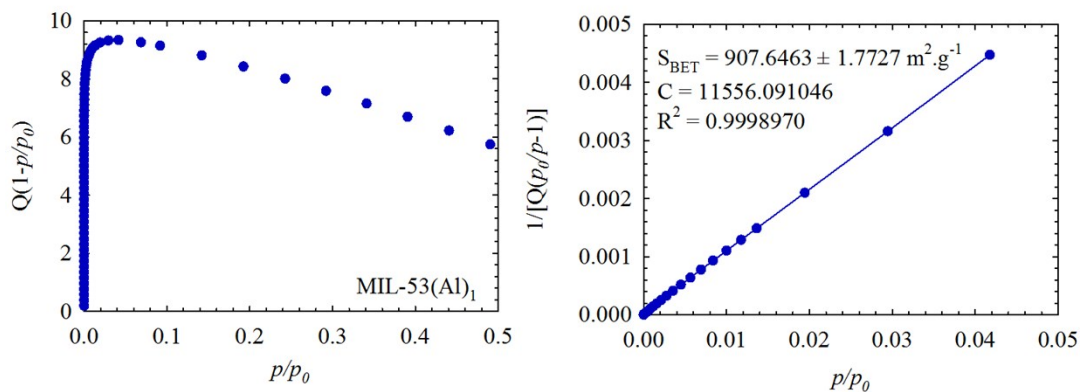 10
8
6
4
2
0
Q(1-p/p₀)
MIL-53(Al)₁
0.0 0.1 0.2 0.3 0.4 0.5
p/p₀
0.005
0.004
0.003
0.002
0.001
0.000
1/[Q(p₀/p-1)]
S_BET = 907.6463 ± 1.7727 m².g⁻¹
C = 11556.091046
R² = 0.9998970
0.00 0.01 0.02 0.03 0.04 0.05
p/p₀